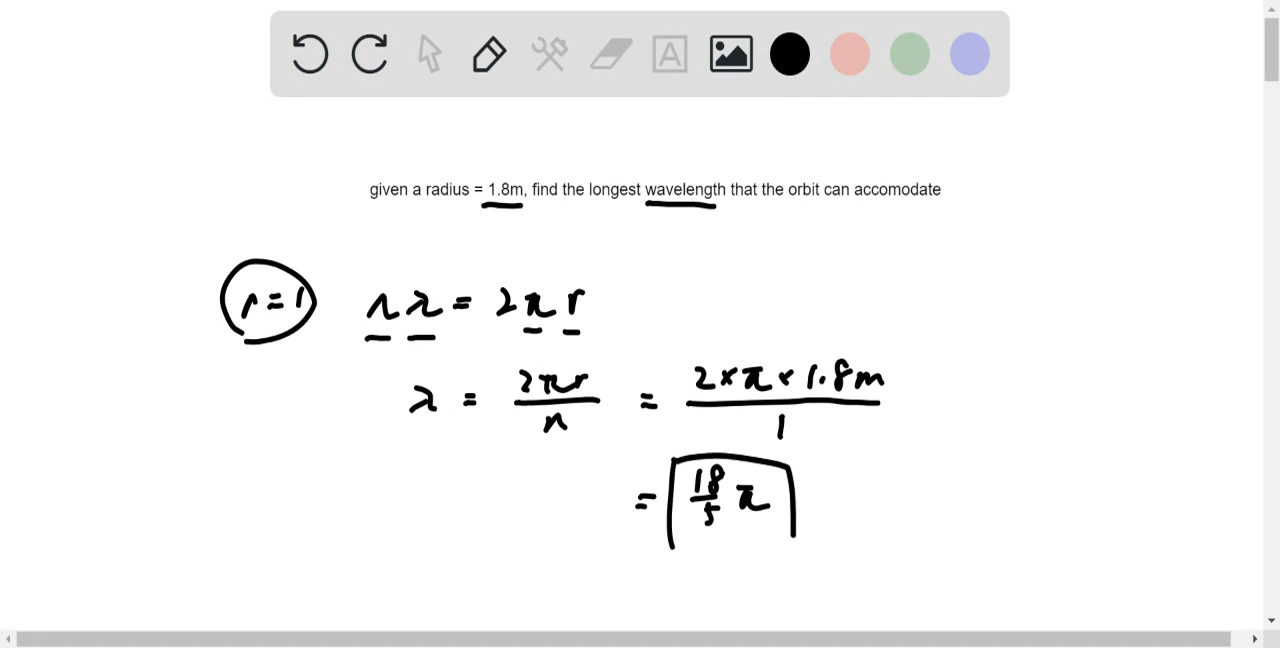 A
given a radius = 1.8m, find the longest wavelength that the orbit can accomodate
n=1 nλ = 2πr
λ = 2πr/n = 2×π×1.8m/1
= 18/5 π